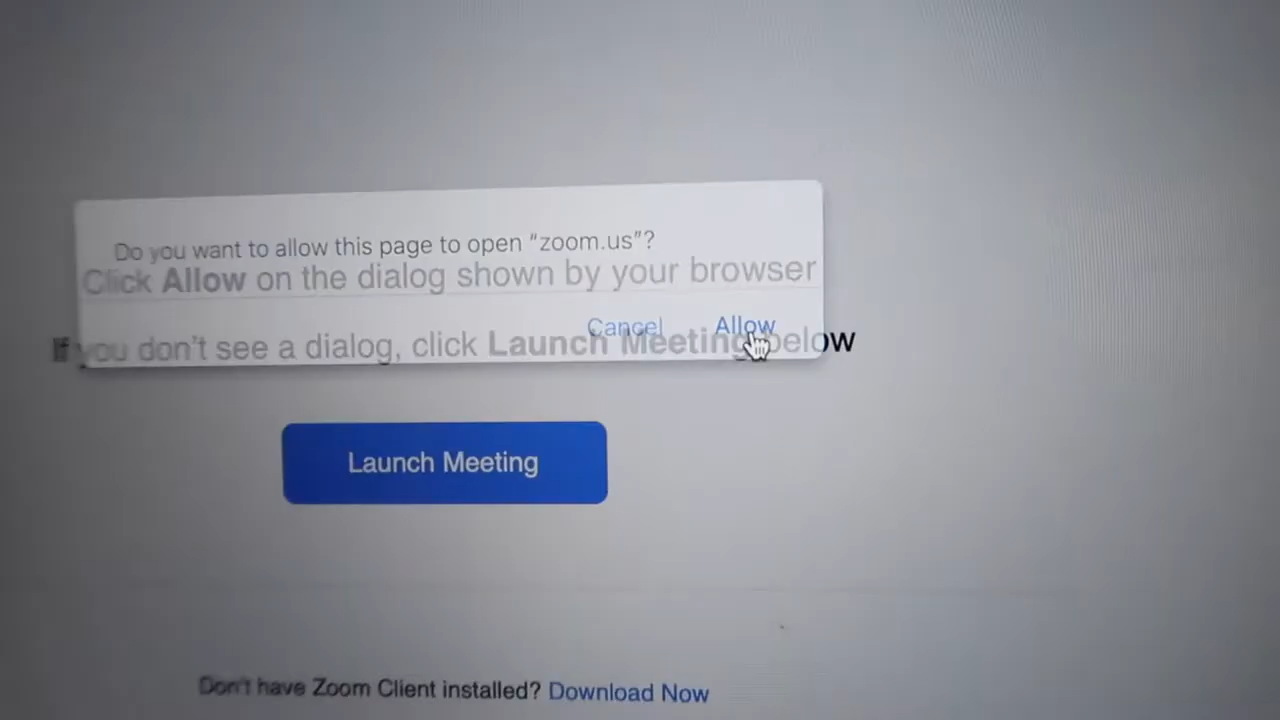 Do you want to allow this page to open “zoom.us”?
Click Allow on the dialog shown by your browser
Cancel Allow
If you don't see a dialog, click Launch Meeting below
Launch Meeting
Don't have Zoom Client installed? Download Now